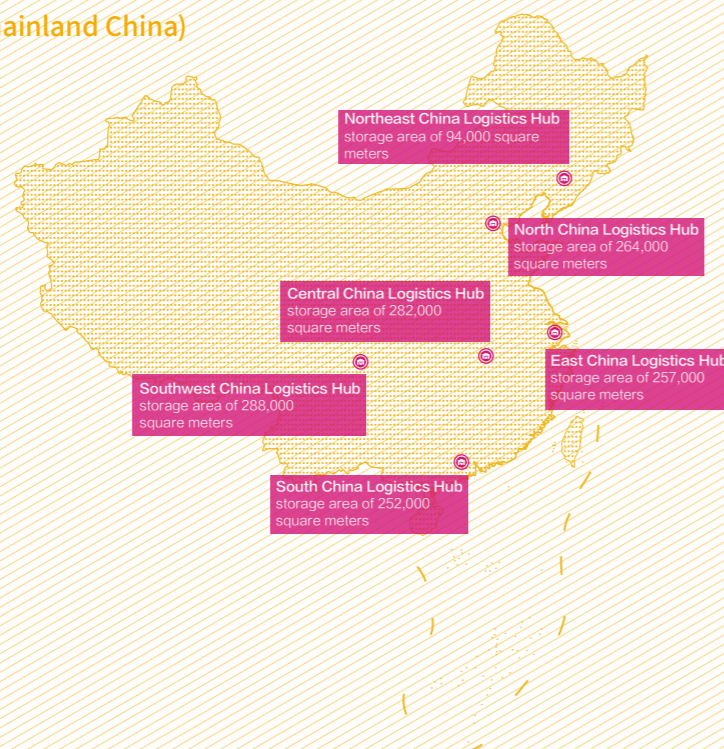 ainland China)
Northeast China Logistics Hub
storage area of 94,000 square
meters
North China Logistics Hub
storage area of 264,000
square meters
Central China Logistics Hub
storage area of 282,000
square meters
East China Logistics Hub
storage area of 257,000
square meters
Southwest China Logistics Hub
storage area of 288,000
square meters
South China Logistics Hub
storage area of 252,000
square meters